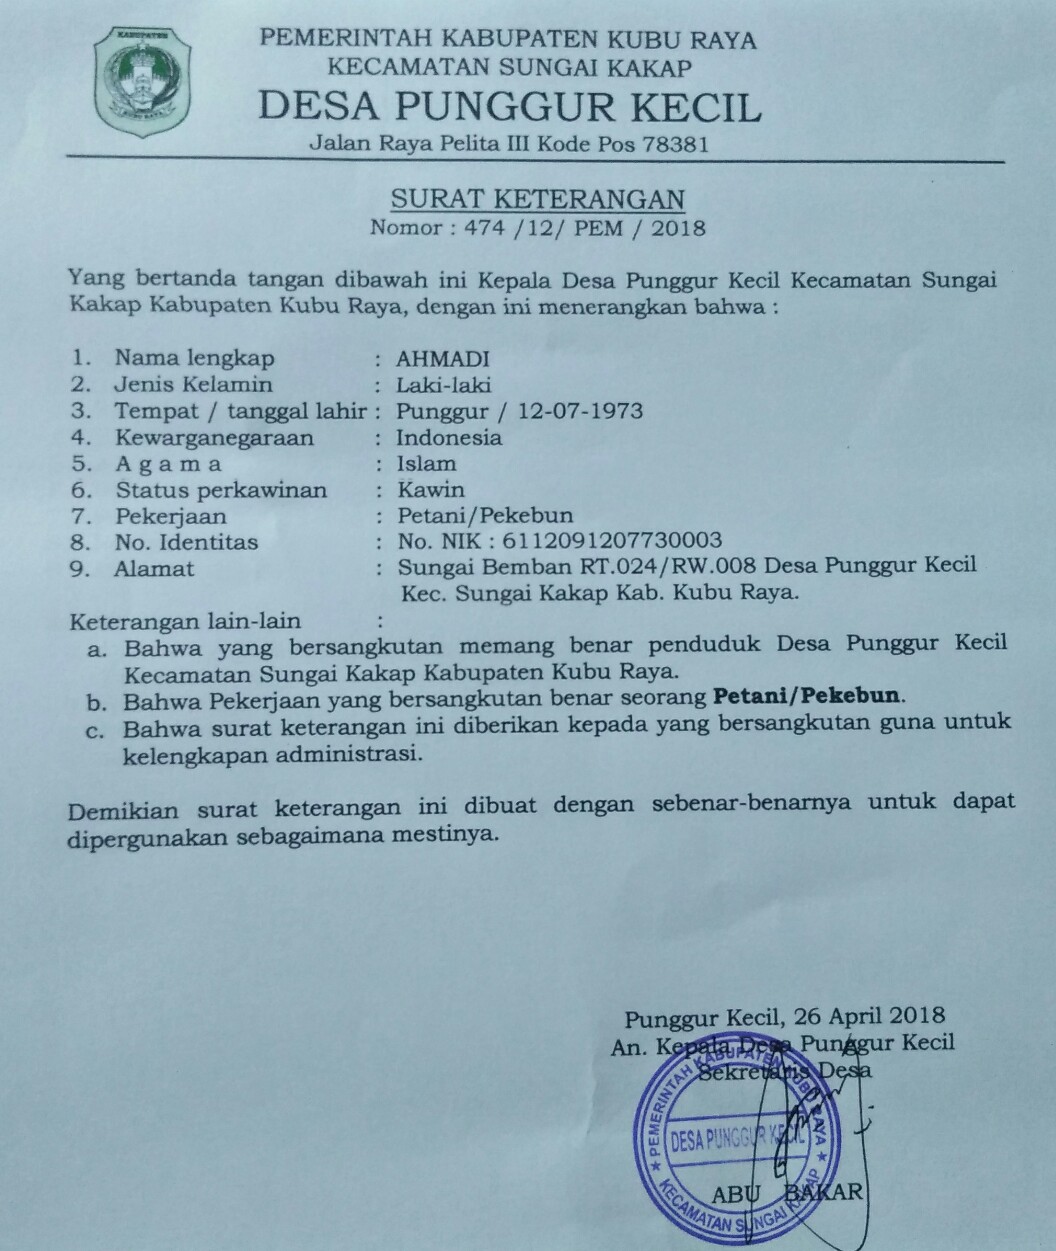 KABUPATEN
KUBU RAYA
PEMERINTAH KABUPATEN KUBU RAYA
KECAMATAN SUNGAI KAKAP
DESA PUNGGUR KECIL
Jalan Raya Pelita III Kode Pos 78381
SURAT KETERANGAN
Nomor : 474 /12/ PEM / 2018
Yang bertanda tangan dibawah ini Kepala Desa Punggur Kecil Kecamatan Sungai
Kakap Kabupaten Kubu Raya, dengan ini menerangkan bahwa :
1. Nama lengkap : AHMADI
2. Jenis Kelamin : Laki-laki
3. Tempat / tanggal lahir : Punggur / 12-07-1973
4. Kewarganegaraan : Indonesia
5. A g a m a : Islam
6. Status perkawinan : Kawin
7. Pekerjaan : Petani/Pekebun
8. No. Identitas : No. NIK : 6112091207730003
9. Alamat : Sungai Bemban RT.024/RW.008 Desa Punggur Kecil
Kec. Sungai Kakap Kab. Kubu Raya.
Keterangan lain-lain :
a. Bahwa yang bersangkutan memang benar penduduk Desa Punggur Kecil
Kecamatan Sungai Kakap Kabupaten Kubu Raya.
b. Bahwa Pekerjaan yang bersangkutan benar seorang Petani/Pekebun.
c. Bahwa surat keterangan ini diberikan kepada yang bersangkutan guna untuk
kelengkapan administrasi.
Demikian surat keterangan ini dibuat dengan sebenar-benarnya untuk dapat
dipergunakan sebagaimana mestinya.
Punggur Kecil, 26 April 2018
An. Kepala Desa Punggur Kecil
Sekretaris Desa
PEMERINTAH KABUPATEN KUBU RAYA
DESA PUNGGUR KECIL
KECAMATAN SUNGAI KAKAP
ABU BAKAR